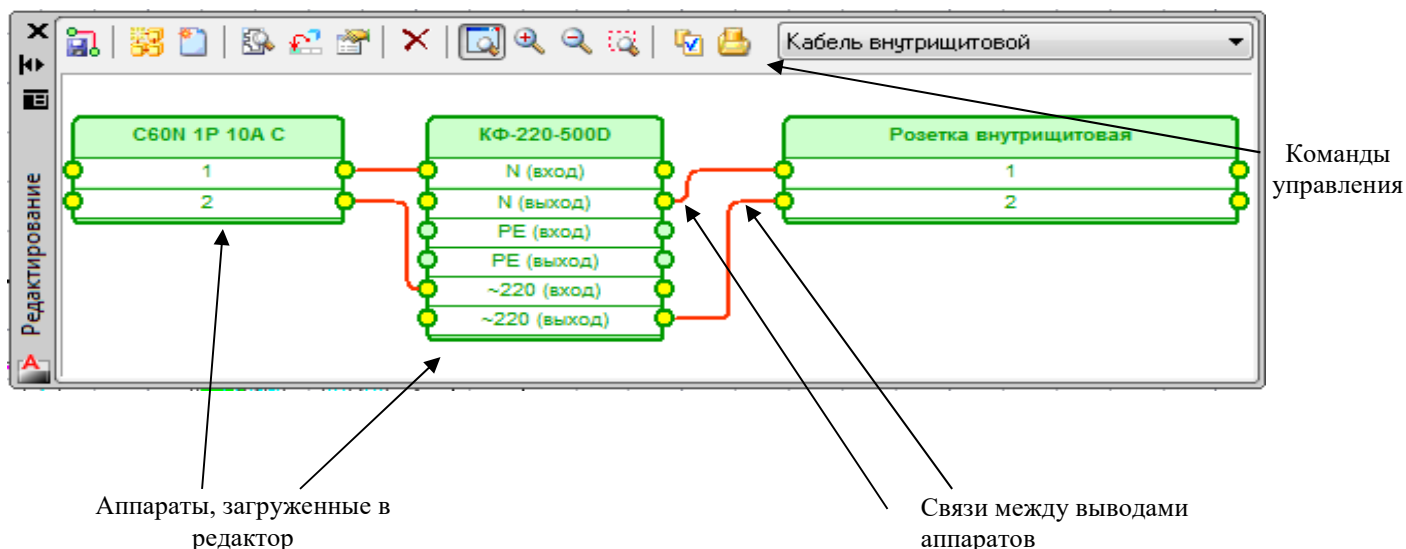 Кабель внутрищитовой
Редактирование
C60N 1P 10A C
1
2
КФ-220-500D
N (вход)
N (выход)
PE (вход)
PE (выход)
~220 (вход)
~220 (выход)
Розетка внутрищитовая
1
2
Команды
управления
Аппараты, загруженные в
редактор
Связи между выводами
аппаратов